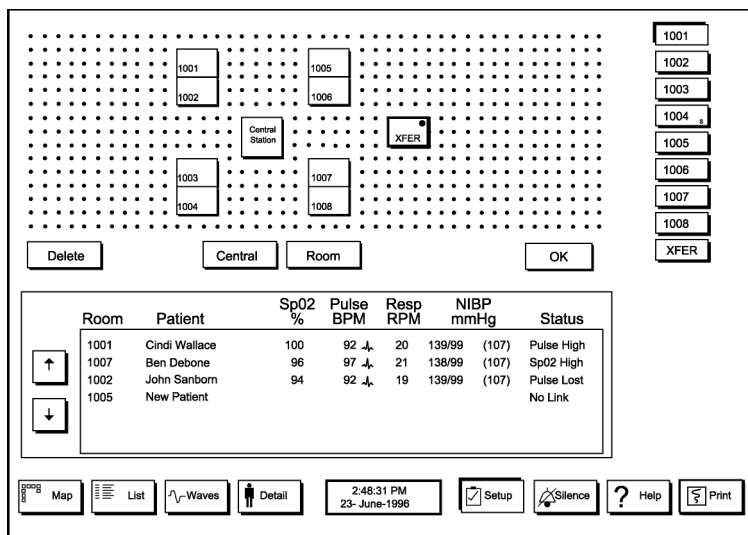 1001
1005
1002
1006
Central
Station
XFER
1003
1007
1004
1008
Delete
Central
Room
OK
1001
1002
1003
1004 s
1005
1006
1007
1008
XFER
Room Patient Sp02 % Pulse BPM Resp RPM NIBP mmHg Status
1001 Cindi Wallace 100 92 20 139/99 (107) Pulse High
1007 Ben Debone 96 97 21 138/99 (107) Sp02 High
1002 John Sanborn 94 92 19 139/99 (107) Pulse Lost
1005 New Patient No Link
Map
List
Waves
Detail
2:48:31 PM
23- June-1996
Setup
Silence
? Help
Print